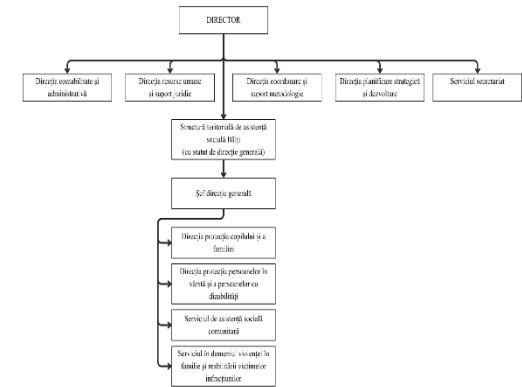 DIRECTOR
Direcția contabilitate și
administrativă
Direcția resurse umane
și suport juridic
Direcția coordonare și
suport metodologic
Direcția planificare strategică
și dezvoltare
Serviciul secretariat
Structură teritorială de asistență
socială Bălți
(cu statut de direcție generală)
Șef direcție generală
Direcția protecția copilului și a
familiei
Direcția protecția persoanelor în
vârstă și a persoanelor cu
dizabilități
Serviciul de asistență socială
comunitară
Serviciul în domeniul violenței în
familie și reabilitării victimelor
infracțiunilor